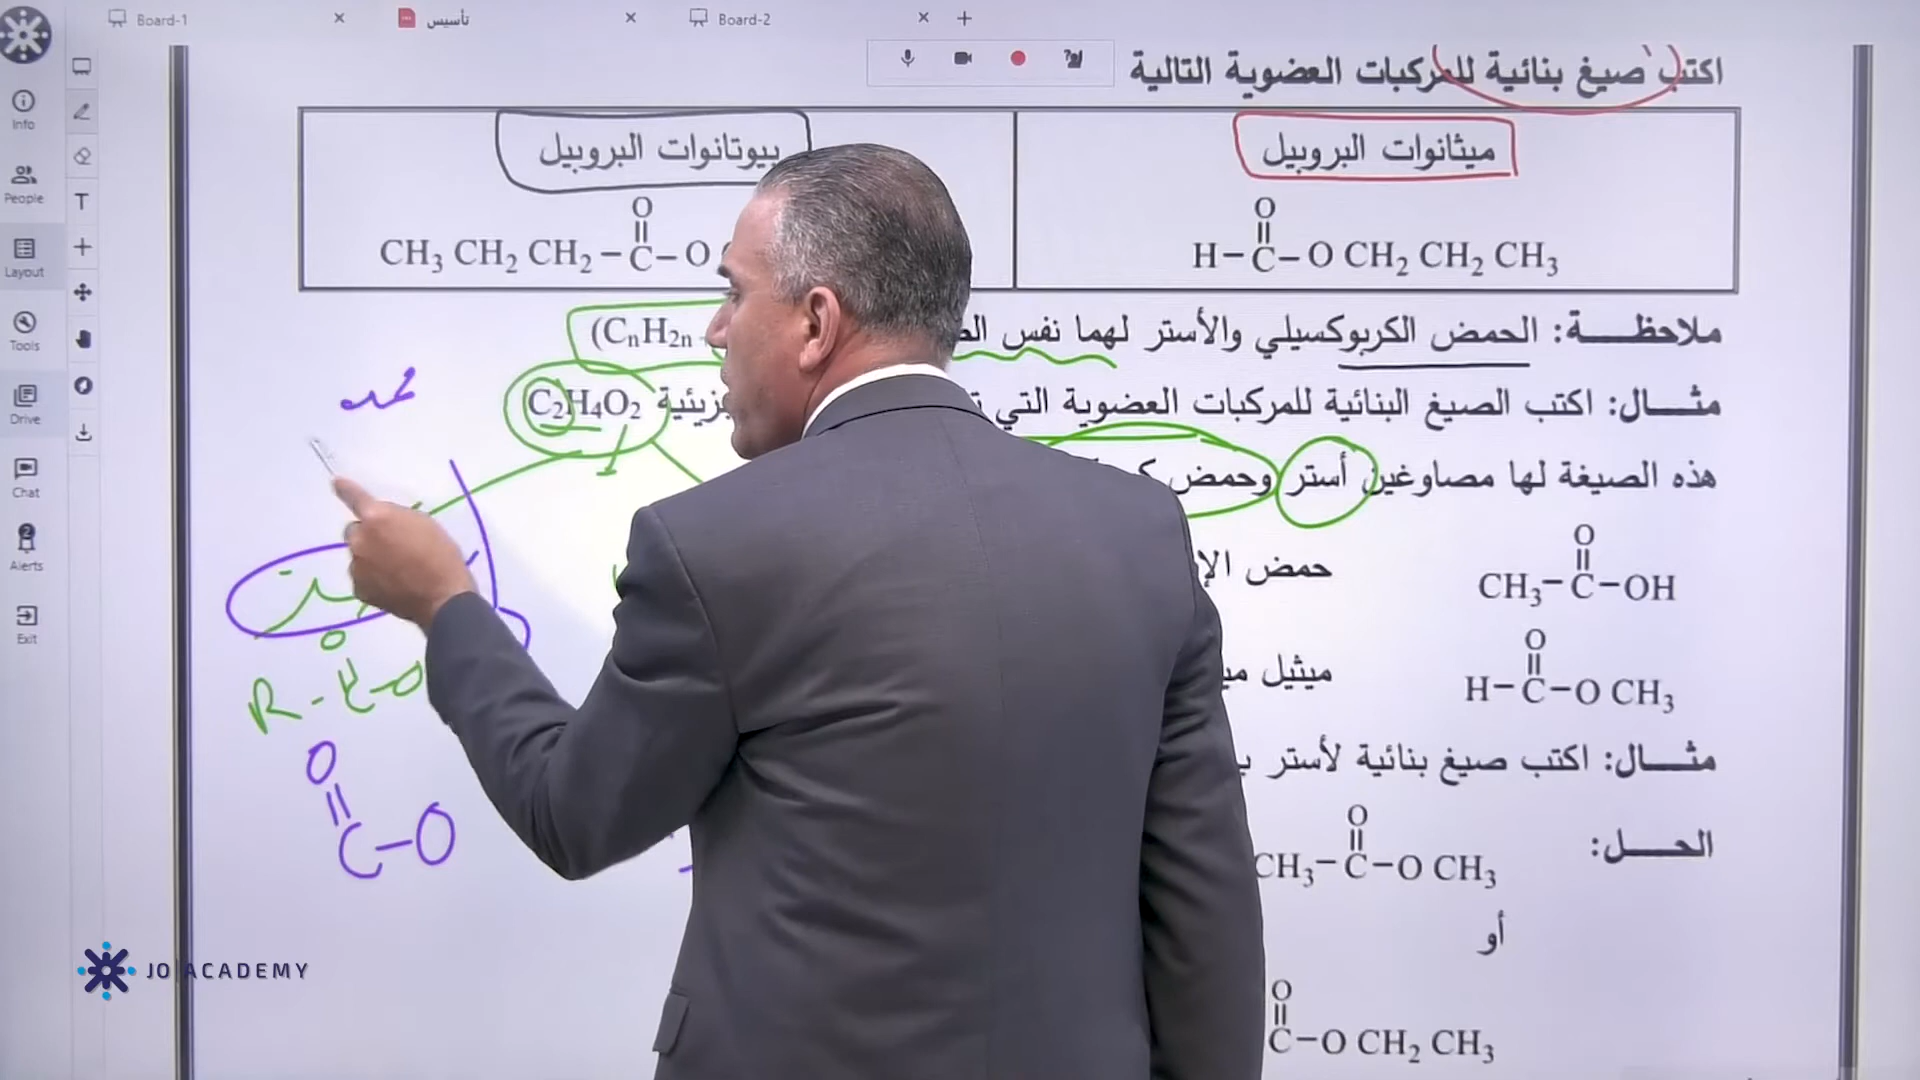 Board-1
تأسيس
Board-2
Info
People
Layout
Tools
Drive
Chat
2
Alerts
Exit
T
اكتب صيغ بنائية للمركبات العضوية التالية
ميثانوات البروبيل
بيوتانوات البروبيل
O
H–C–O CH2 CH2 CH3
O
CH3 CH2 CH2–C–O
ملاحظة: الحمض الكربوكسيلي والأستر لهما نفس (CnH2n
مثال: اكتب الصيغ البنائية للمركبات العضوية التي C2H4O2
هذه الصيغة لها مصاوغين أستر وحمض
O
CH3–C–OH
حمض
O
H–C–O CH3
ميثيل
R-C-O
O
مثال: اكتب صيغ بنائية لأستر
O
C-O
الحل:
O
CH3–C–O CH3
أو
O
C–O CH2 CH3
JO ACADEMY